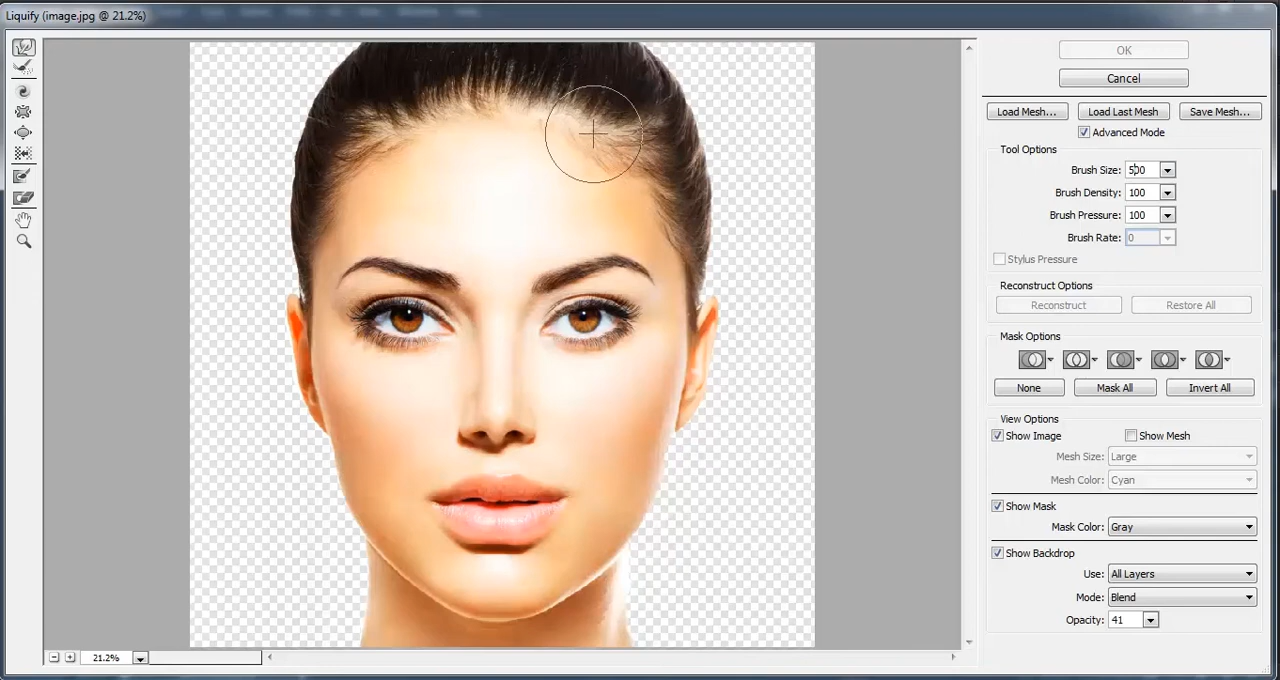 Liquify (image.jpg @ 21.2%)
OK
Cancel
Load Mesh...
Load Last Mesh
Save Mesh...
Advanced Mode
Tool Options
Brush Size: 500
Brush Density: 100
Brush Pressure: 100
Brush Rate: 0
Stylus Pressure
Reconstruct Options
Reconstruct
Restore All
Mask Options
None
Mask All
Invert All
View Options
Show Image
Show Mesh
Mesh Size: Large
Mesh Color: Cyan
Show Mask
Mask Color: Gray
Show Backdrop
Use: All Layers
Mode: Blend
Opacity: 41
21.2%